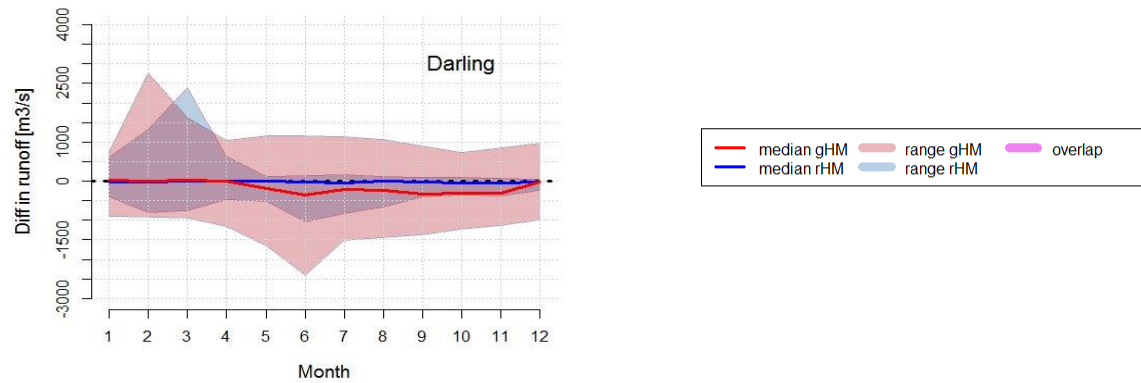 Darling
Diff in runoff [m3/s]
4000
2500
1000
0
-1500
-3000
1 2 3 4 5 6 7 8 9 10 11 12
Month
median gHM range gHM overlap
median rHM range rHM